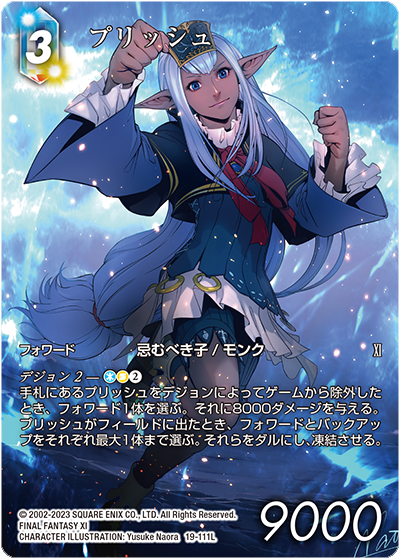 3
プリッシュ
フォワード 忌むべき子 / モンク XI
デジョン 2 ― 氷光2
手札にあるプリッシュをデジョンによってゲームから除外した
とき、フォワード1体を選ぶ。それに8000ダメージを与える。
プリッシュがフィールドに出たとき、フォワードとバックアッ
プをそれぞれ最大1体まで選ぶ。それらをダルにし、凍結させる。
© 2002-2023 SQUARE ENIX CO., LTD. All Rights Reserved.
FINAL FANTASY XI
CHARACTER ILLUSTRATION: Yusuke Naora 19-111L
9000